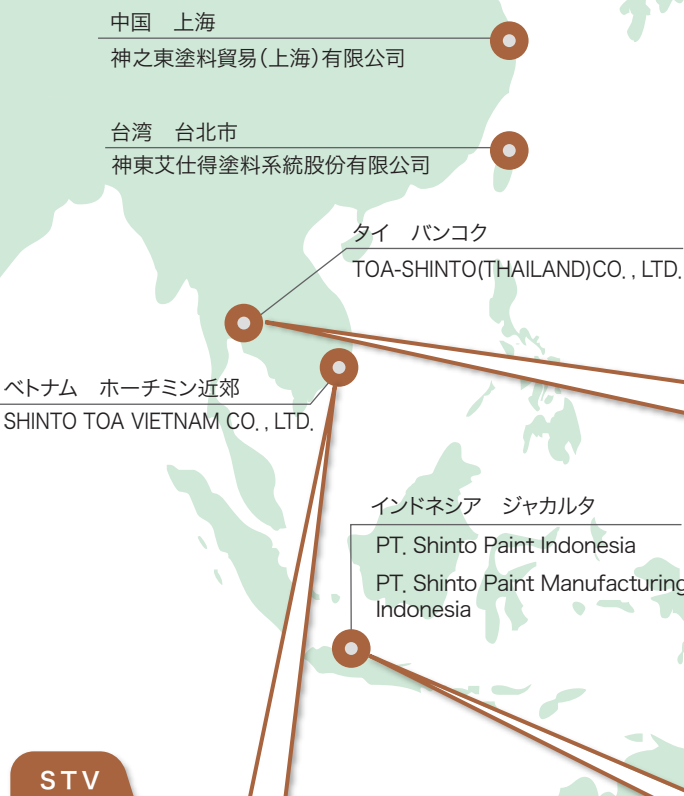 中国　上海
神之東塗料貿易（上海）有限公司
台湾　台北市
神東艾仕得塗料系統股份有限公司
タイ　バンコク
TOA-SHINTO(THAILAND)CO., LTD.
ベトナム　ホーチミン近郊
SHINTO TOA VIETNAM CO., LTD.
インドネシア　ジャカルタ
PT. Shinto Paint Indonesia
PT. Shinto Paint Manufacturing
Indonesia
STV